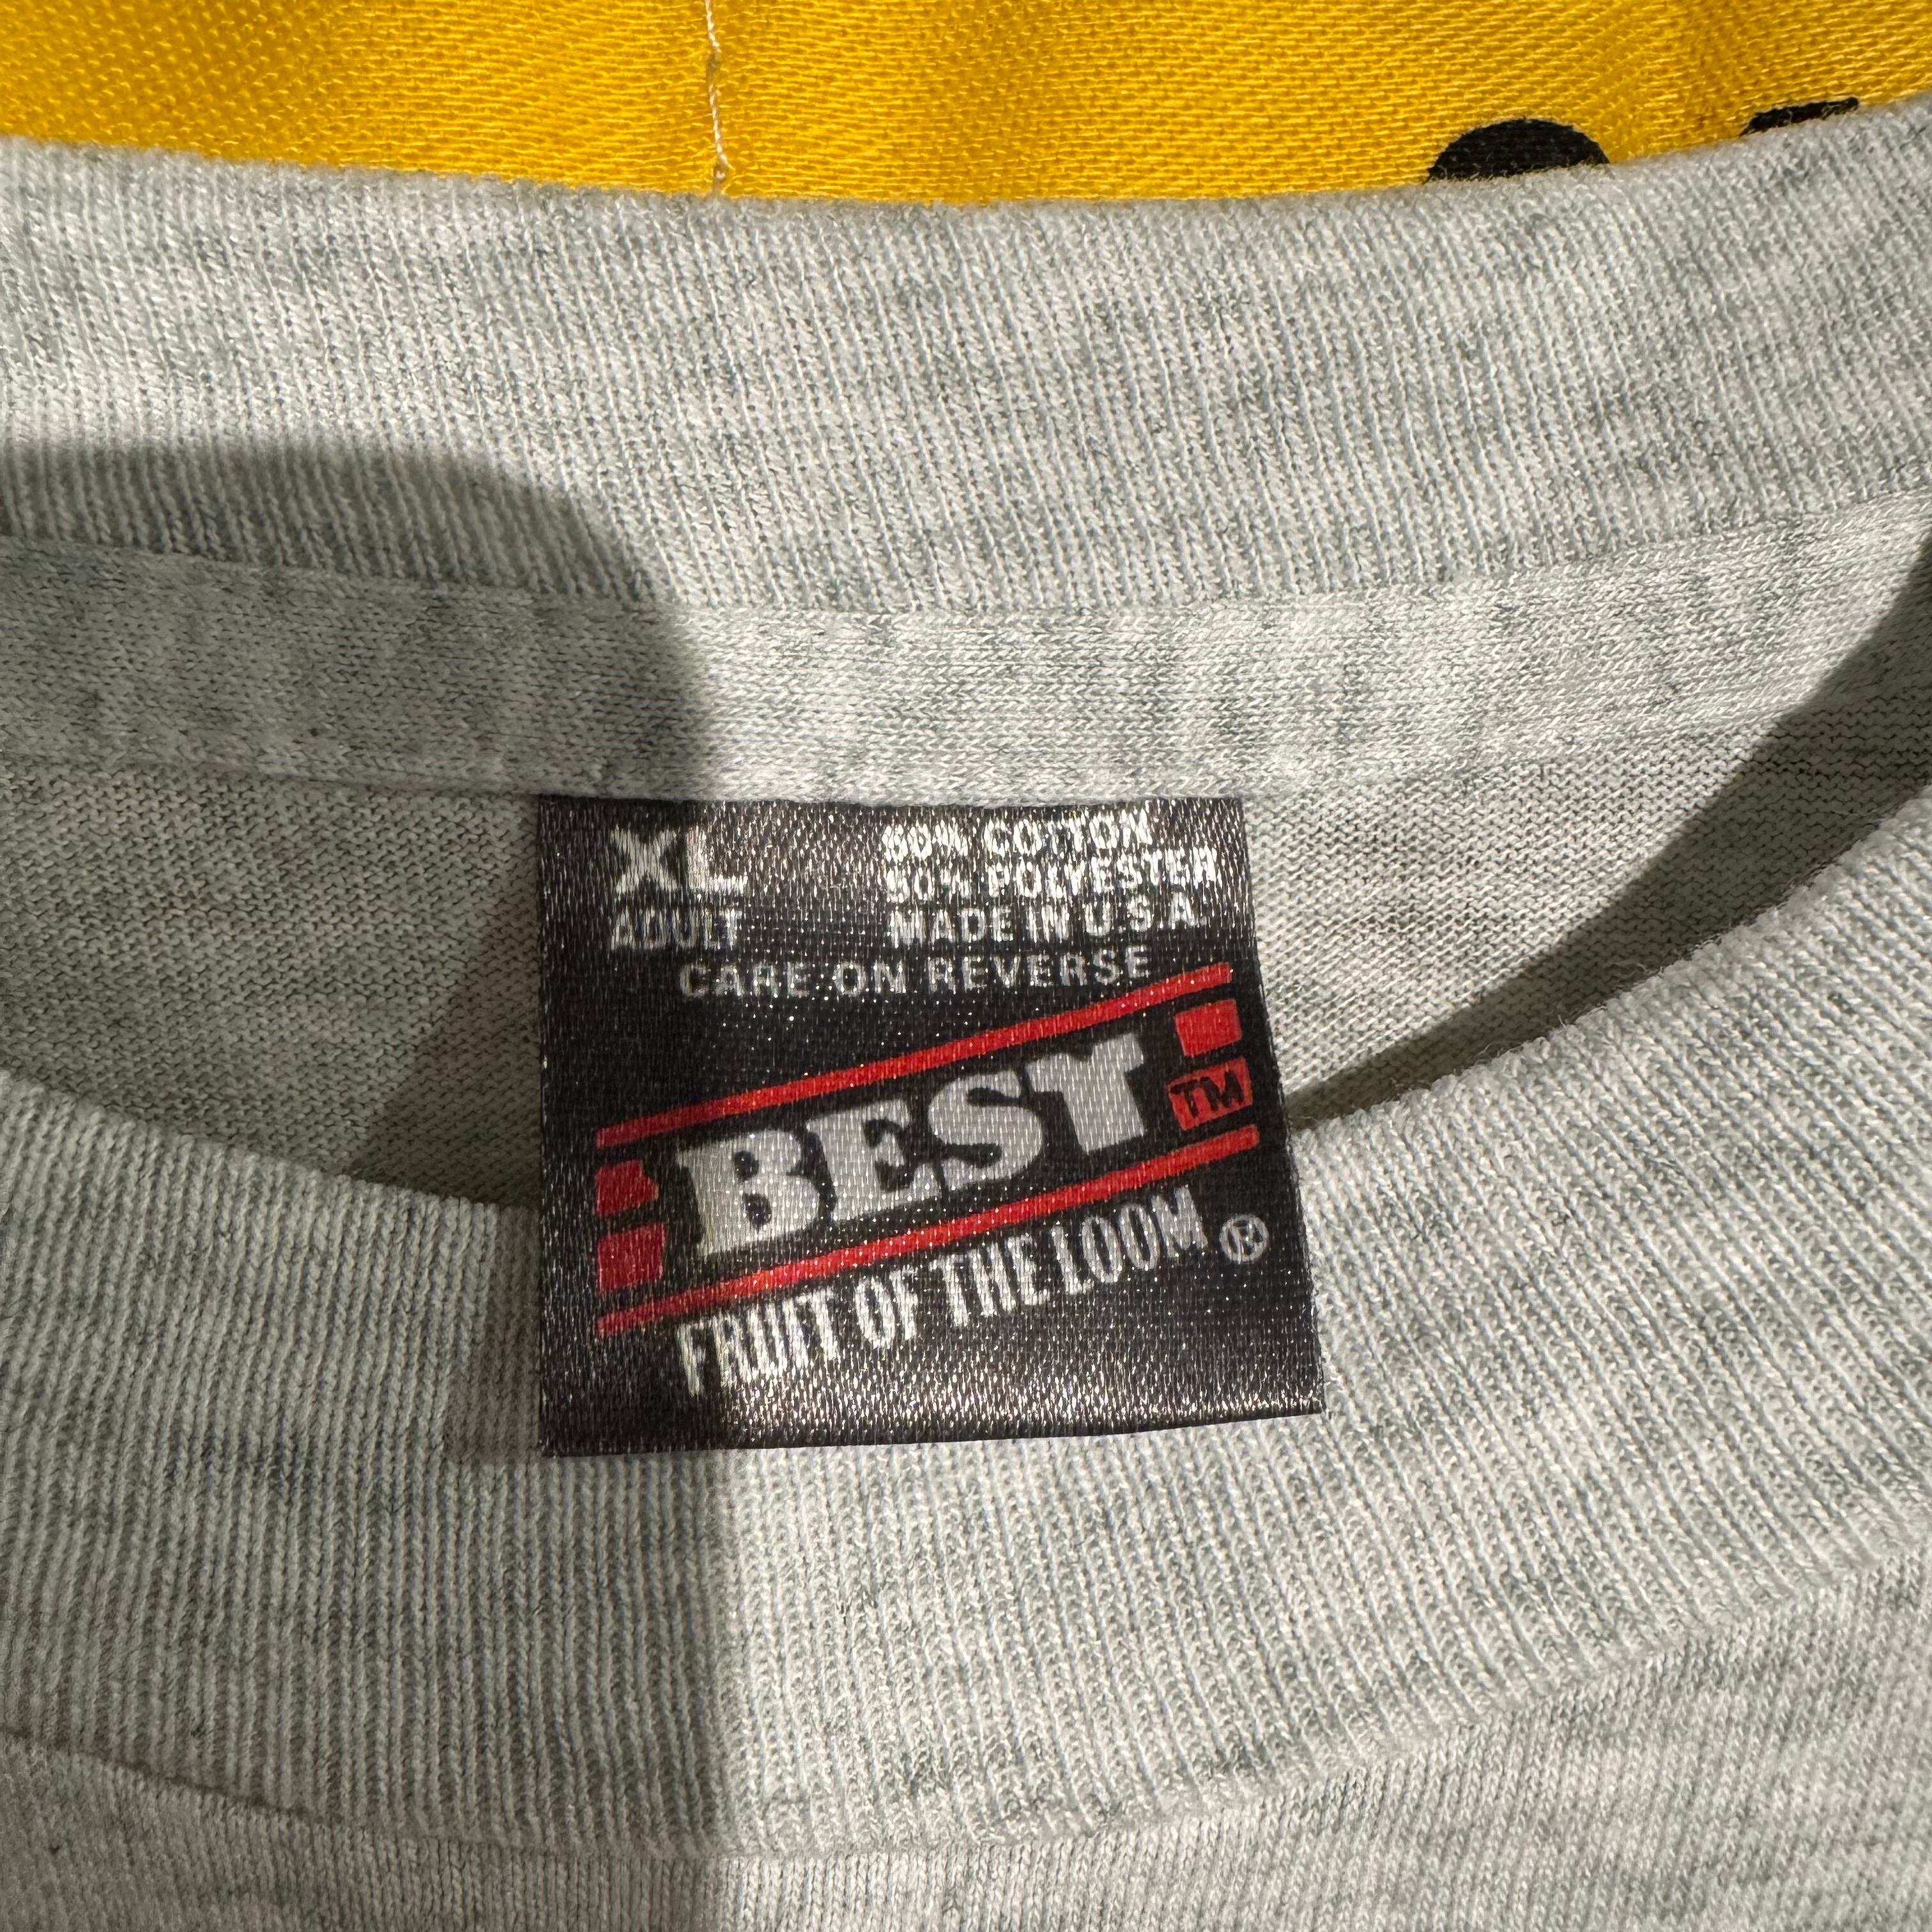 XL
ADULT
50% COTTON
50% POLYESTER
MADE IN U.S.A.
CARE ON REVERSE
BEST
TM
FRUIT OF THE LOOM ®